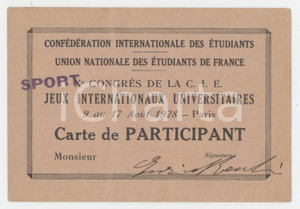 CONFÉDÉRATION INTERNATIONALE DES ÉTUDIANTS
UNION NATIONALE DES ÉTUDIANTS DE FRANCE
SPORT
Xe CONGRÈS DE LA C. I. E.
JEUX INTERNATIONAUX UNIVERSITAIRES
9 au 17 Août 1928 — Paris
Carte de PARTICIPANT
Monsieur
Signature